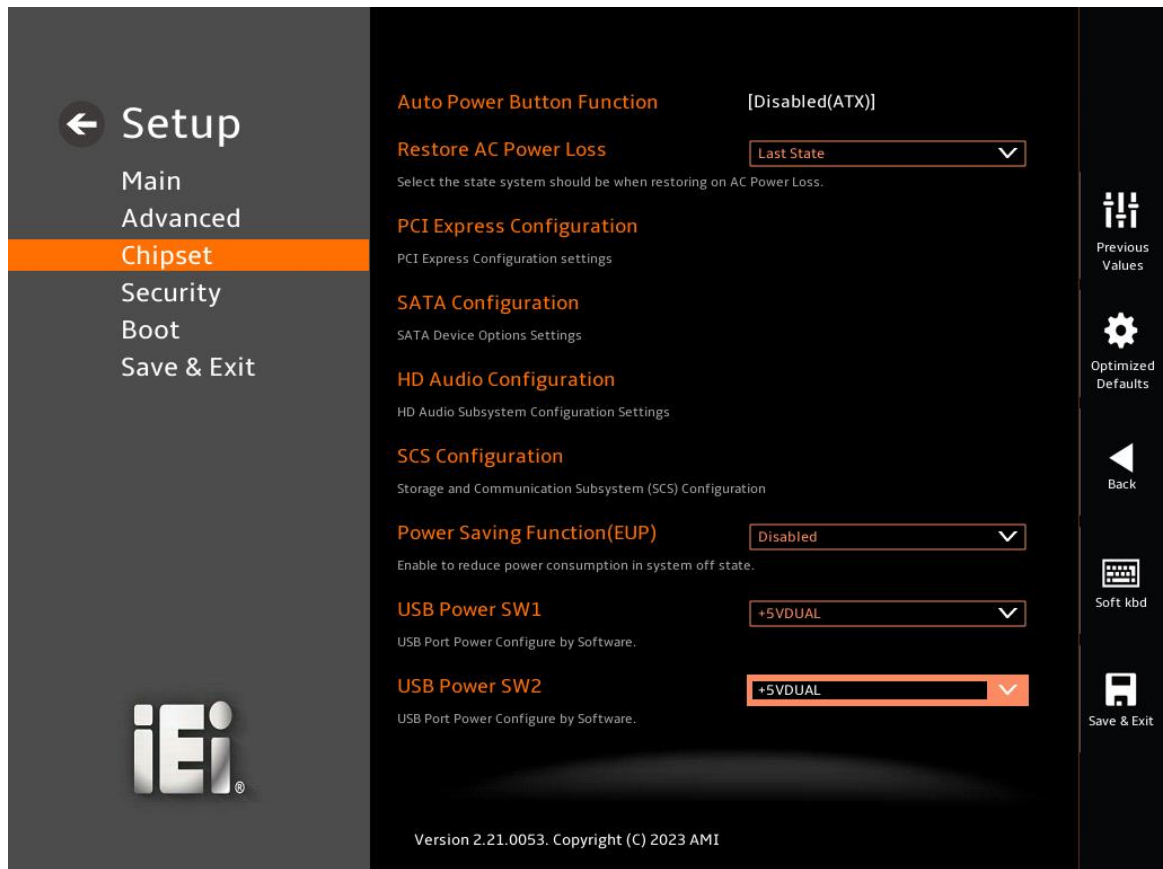 Setup
Main
Advanced
Chipset
Security
Boot
Save & Exit
Auto Power Button Function [Disabled(ATX)]
Restore AC Power Loss Last State
Select the state system should be when restoring on AC Power Loss.
PCI Express Configuration
PCI Express Configuration settings
SATA Configuration
SATA Device Options Settings
HD Audio Configuration
HD Audio Subsystem Configuration Settings
SCS Configuration
Storage and Communication Subsystem (SCS) Configuration
Power Saving Function(EUP) Disabled
Enable to reduce power consumption in system off state.
USB Power SW1 +5VDUAL
USB Port Power Configure by Software.
USB Power SW2 +5VDUAL
USB Port Power Configure by Software.
Version 2.21.0053. Copyright (C) 2023 AMI
Previous
Values
Optimized
Defaults
Back
Soft kbd
Save & Exit
iEi®